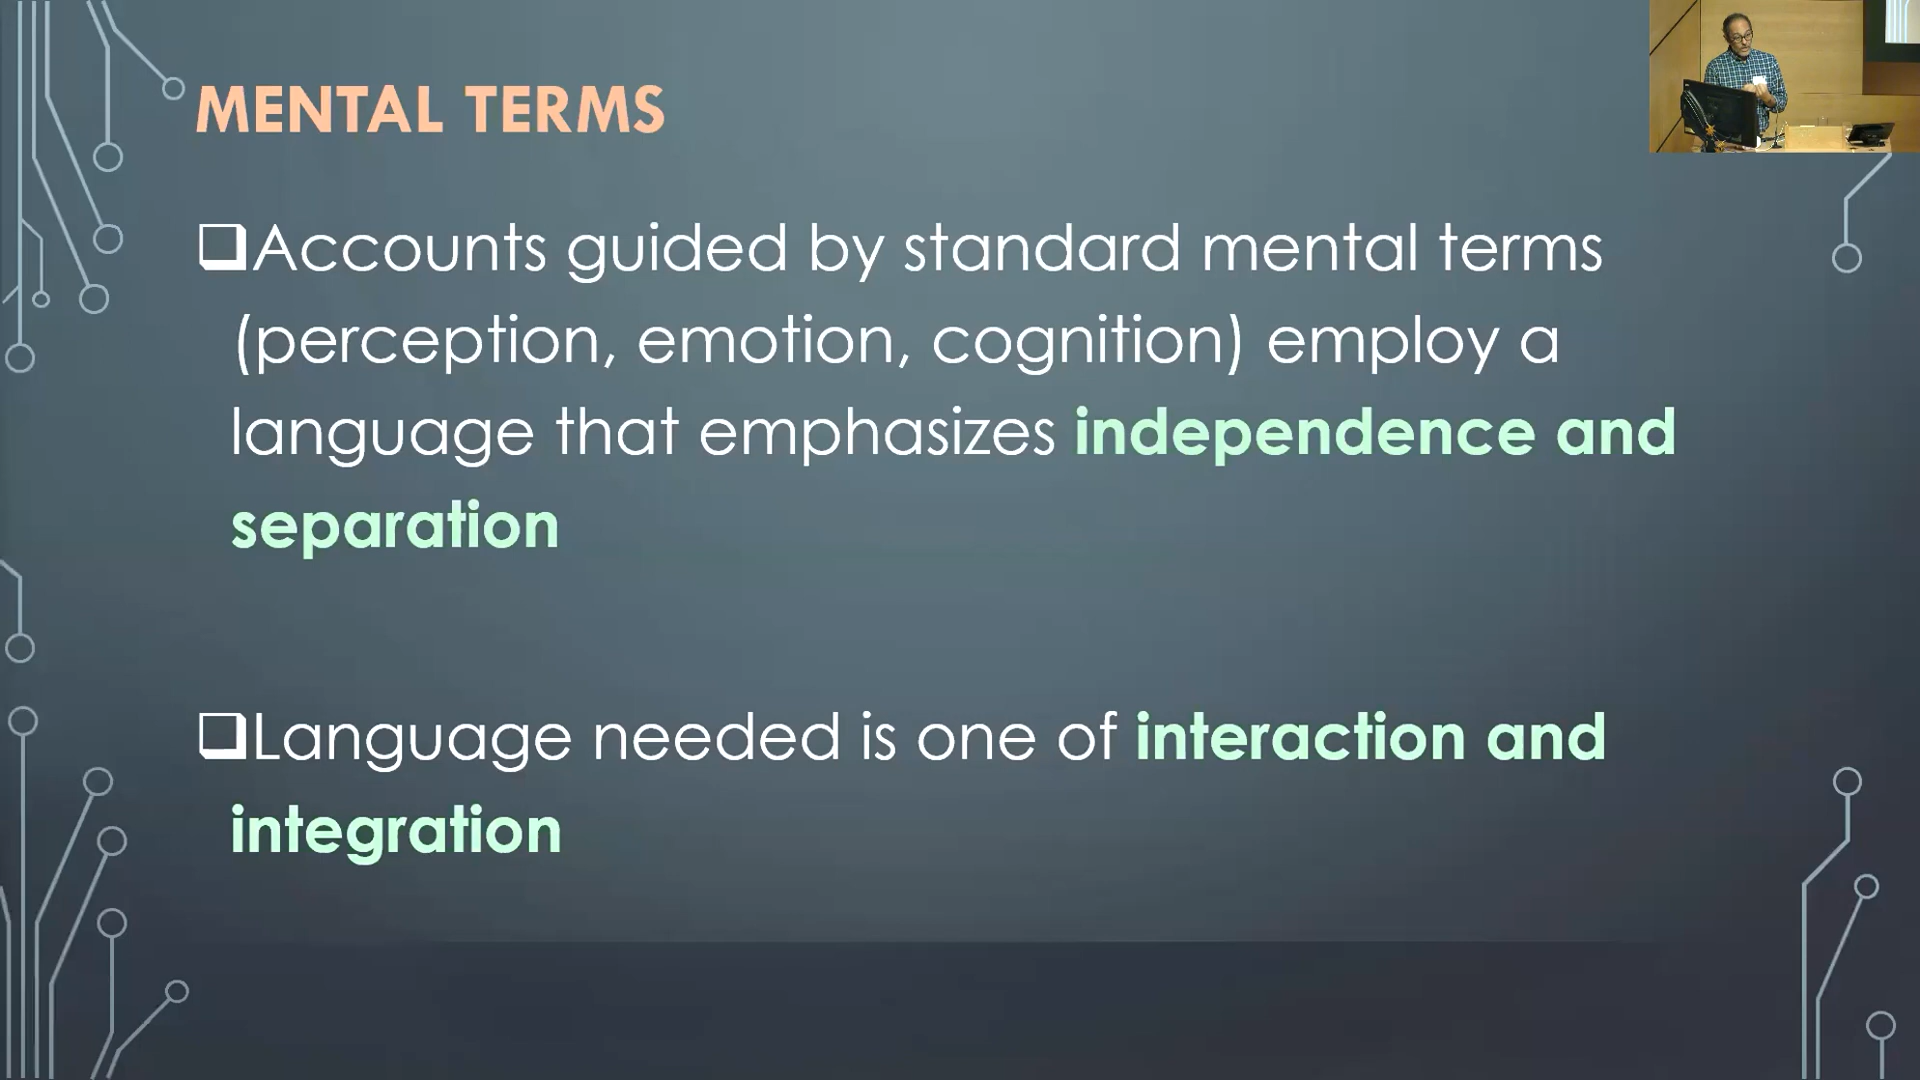 MENTAL TERMS
❑Accounts guided by standard mental terms
(perception, emotion, cognition) employ a
language that emphasizes independence and
separation
❑Language needed is one of interaction and
integration